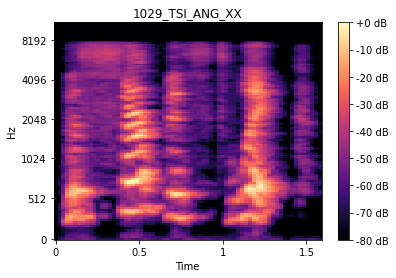 1029_TSI_ANG_XX
Hz
8192
4096
2048
1024
512
0
0
0.5
1
1.5
Time
+0 dB
-10 dB
-20 dB
-30 dB
-40 dB
-50 dB
-60 dB
-70 dB
-80 dB